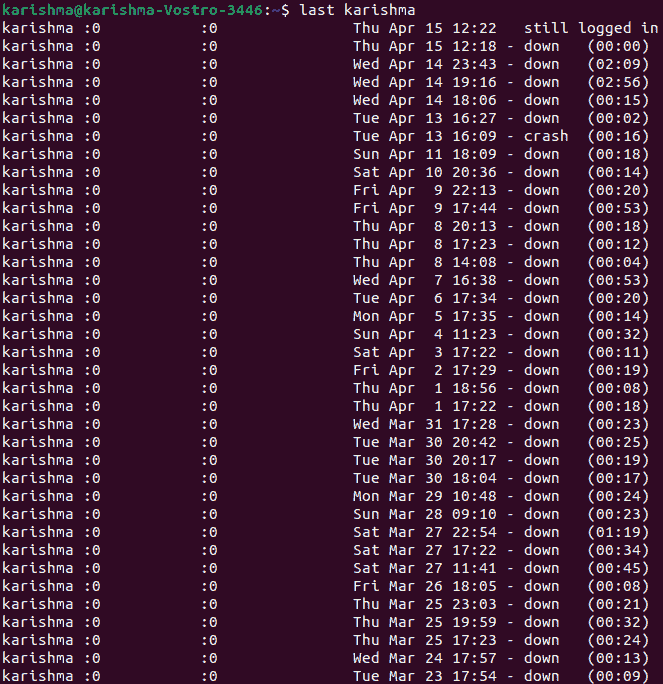 karishma@karishma-Vostro-3446:~$ last karishma
karishma :0           :0               Thu Apr 15 12:22   still logged in
karishma :0           :0               Thu Apr 15 12:18 - down   (00:00)
karishma :0           :0               Wed Apr 14 23:43 - down   (02:09)
karishma :0           :0               Wed Apr 14 19:16 - down   (02:56)
karishma :0           :0               Wed Apr 14 18:06 - down   (00:15)
karishma :0           :0               Tue Apr 13 16:27 - down   (00:02)
karishma :0           :0               Tue Apr 13 16:09 - crash  (00:16)
karishma :0           :0               Sun Apr 11 18:09 - down   (00:18)
karishma :0           :0               Sat Apr 10 20:36 - down   (00:14)
karishma :0           :0               Fri Apr  9 22:13 - down   (00:20)
karishma :0           :0               Fri Apr  9 17:44 - down   (00:53)
karishma :0           :0               Thu Apr  8 20:13 - down   (00:18)
karishma :0           :0               Thu Apr  8 17:23 - down   (00:12)
karishma :0           :0               Thu Apr  8 14:08 - down   (00:04)
karishma :0           :0               Wed Apr  7 16:38 - down   (00:53)
karishma :0           :0               Tue Apr  6 17:34 - down   (00:20)
karishma :0           :0               Mon Apr  5 17:35 - down   (00:14)
karishma :0           :0               Sun Apr  4 11:23 - down   (00:32)
karishma :0           :0               Sat Apr  3 17:22 - down   (00:11)
karishma :0           :0               Fri Apr  2 17:29 - down   (00:19)
karishma :0           :0               Thu Apr  1 18:56 - down   (00:08)
karishma :0           :0               Thu Apr  1 17:22 - down   (00:18)
karishma :0           :0               Wed Mar 31 17:28 - down   (00:23)
karishma :0           :0               Tue Mar 30 20:42 - down   (00:25)
karishma :0           :0               Tue Mar 30 20:17 - down   (00:19)
karishma :0           :0               Tue Mar 30 18:04 - down   (00:17)
karishma :0           :0               Mon Mar 29 10:48 - down   (00:24)
karishma :0           :0               Sun Mar 28 09:10 - down   (00:23)
karishma :0           :0               Sat Mar 27 22:54 - down   (01:19)
karishma :0           :0               Sat Mar 27 17:22 - down   (00:34)
karishma :0           :0               Sat Mar 27 11:41 - down   (00:45)
karishma :0           :0               Fri Mar 26 18:05 - down   (00:08)
karishma :0           :0               Thu Mar 25 23:03 - down   (00:21)
karishma :0           :0               Thu Mar 25 19:59 - down   (00:32)
karishma :0           :0               Thu Mar 25 17:23 - down   (00:24)
karishma :0           :0               Wed Mar 24 17:57 - down   (00:13)
karishma :0           :0               Tue Mar 23 17:54 - down   (00:09)